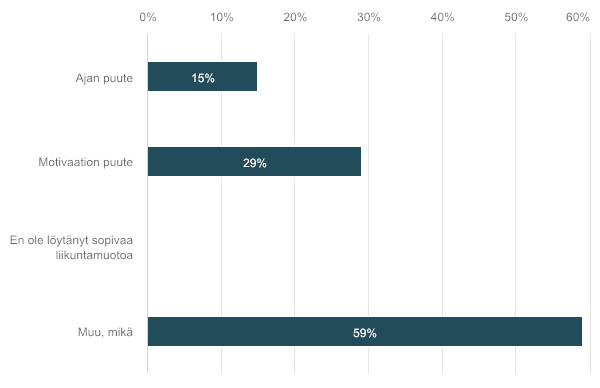 0% 10% 20% 30% 40% 50% 60%
Ajan puute 15%
Motivaation puute 29%
En ole löytänyt sopivaa
liikuntamuotoa
Muu, mikä 59%